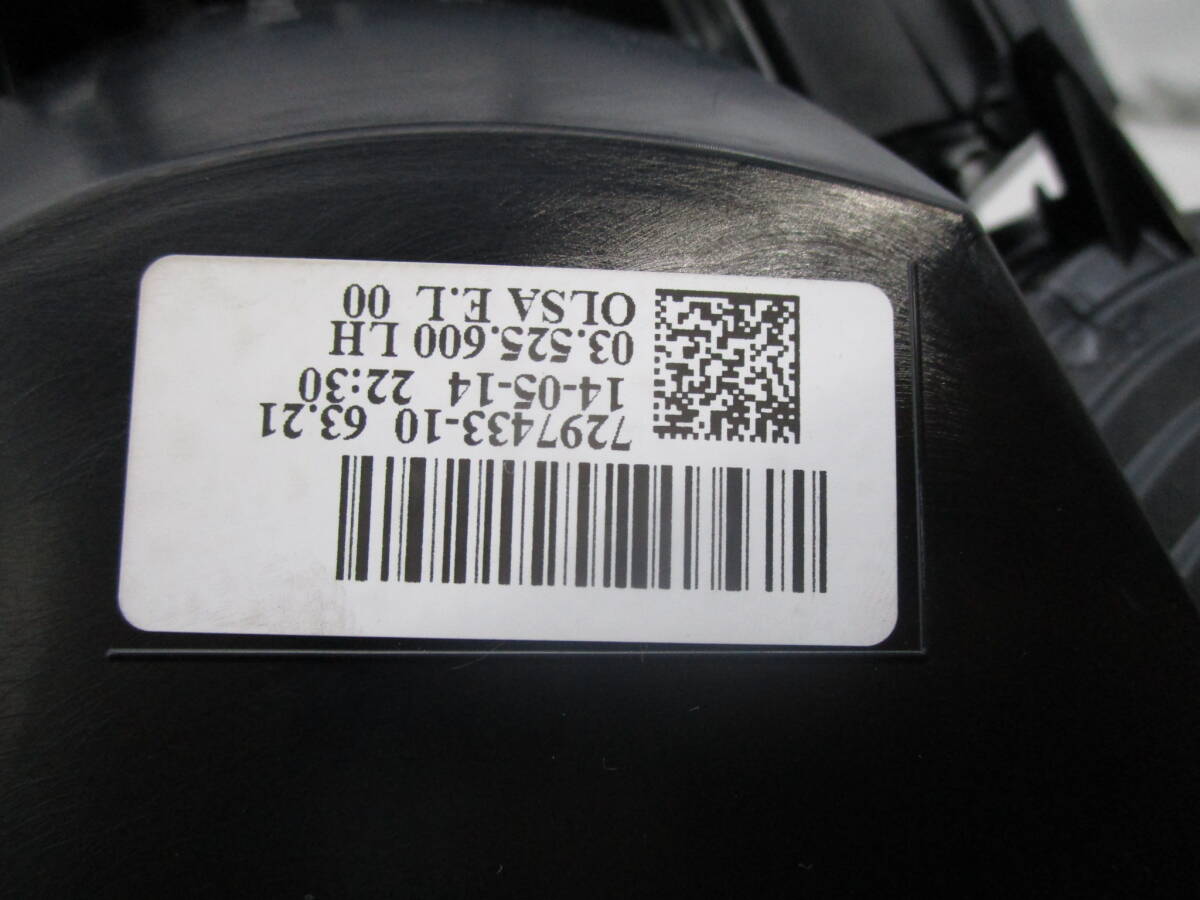 7297433-10 63.21
14-05-14 22:30
03.525.600 LH
OLSA E.L 00